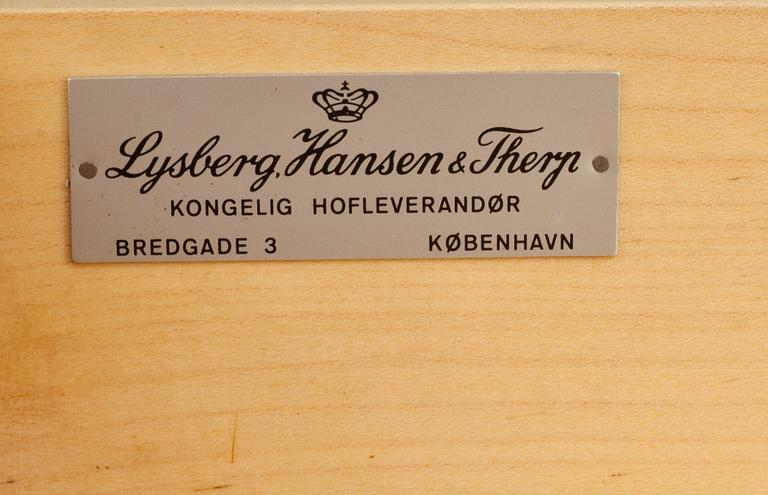 Lysberg, Hansen & Therp
KONGELIG HOFLEVERANDØR
BREDGADE 3 KØBENHAVN